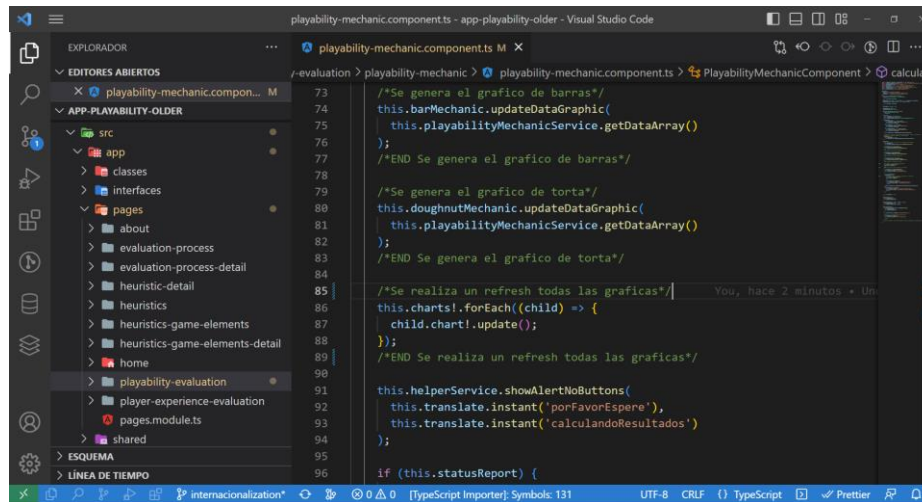 playability-mechanic.component.ts - app-playability-older - Visual Studio Code
EXPLORADOR
EDITORES ABIERTOS
playability-mechanic.compon... M
APP-PLAYABILITY-OLDER
src
app
classes
interfaces
pages
about
evaluation-process
evaluation-process-detail
heuristic-detail
heuristics
heuristics-game-elements
heuristics-game-elements-detail
home
playability-evaluation
player-experience-evaluation
pages.module.ts
shared
ESQUEMA
LÍNEA DE TIEMPO
1
playability-mechanic.component.ts M
/-evaluation > playability-mechanic > playability-mechanic.component.ts > PlayabilityMechanicComponent > calcula
73 /*Se genera el grafico de barras*/
74 this.barMechanic.updateDataGraphic(
75 this.playabilityMechanicService.getDataArray()
76 );
77 /*END Se genera el grafico de barras*/
78
79 /*Se genera el grafico de torta*/
80 this.doughnutMechanic.updateDataGraphic(
81 this.playabilityMechanicService.getDataArray()
82 );
83 /*END Se genera el grafico de torta*/
84
85 /*Se realiza un refresh todas las graficas*/ You, hace 2 minutos • Un
86 this.charts!.forEach((child) => {
87 child.chart!.update();
88 });
89 /*END Se realiza un refresh todas las graficas*/
90
91 this.helperService.showAlertNoButtons(
92 this.translate.instant('porFavorEspere'),
93 this.translate.instant('calculandoResultados')
94 );
95
96 if (this.statusReport) {
internacionalization* 0 0 [TypeScript Importer]: Symbols: 131 UTF-8 CRLF {} TypeScript Prettier